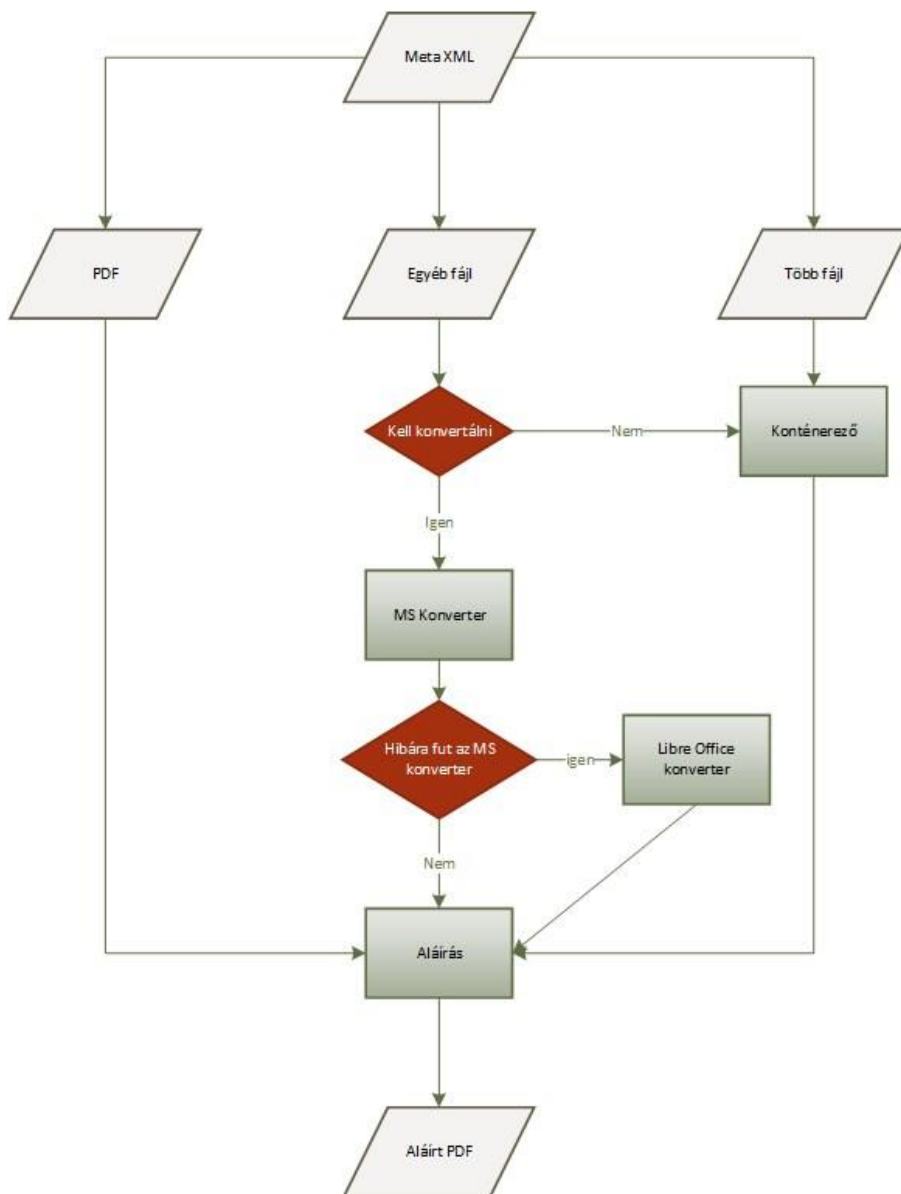 Meta XML
PDF
Egyéb fájl
Több fájl
Kell konvertálni
Nem
Konténerező
Igen
MS Konverter
Hibára fut az MS
konverter
igen
Libre Office
konverter
Nem
Aláírás
Aláírt PDF